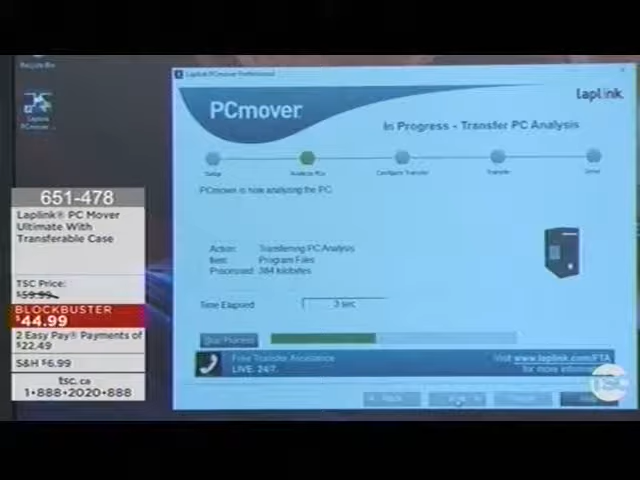 Recycle Bin
Laplink
PCmover ...
Laplink PCmover Professional
PCmover
laplink
In Progress - Transfer PC Analysis
Setup
Analyze PCs
Configure Transfer
Transfer
Done
PCmover is now analyzing the PC.
Action: Transferring PC Analysis
Item: Program Files
Processed: 384 kilobytes
Time Elapsed 3 sec
Stop Process
Free Transfer Assistance
LIVE. 24/7.
Visit www.laplink.com/FTA
for more information
Back
TSC
651-478
Laplink® PC Mover
Ultimate With
Transferable Case
TSC Price:
$59.99
BLOCKBUSTER
$44.99
2 Easy Pay® Payments of
$22.49
S&H $6.99
tsc.ca
1•888•2020•888